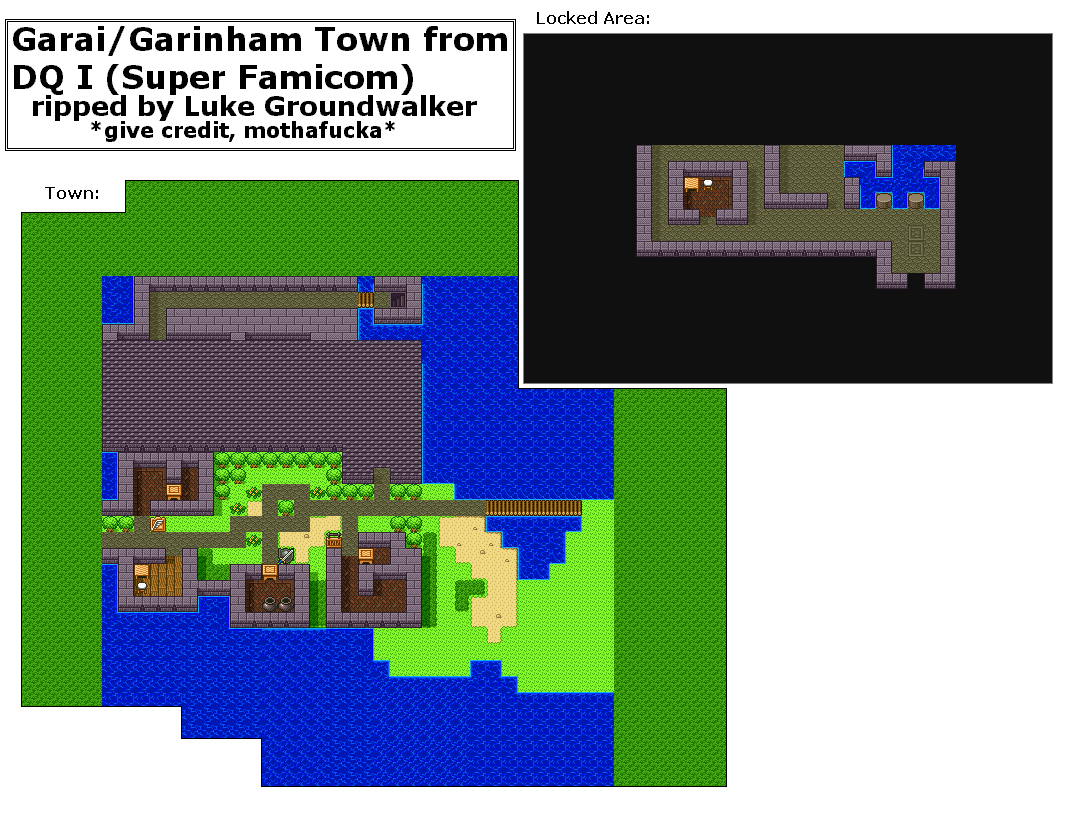 Garai/Garinham Town from
DQ I (Super Famicom)
ripped by Luke Groundwalker
*give credit, mothafucka*
Locked Area:
Town: